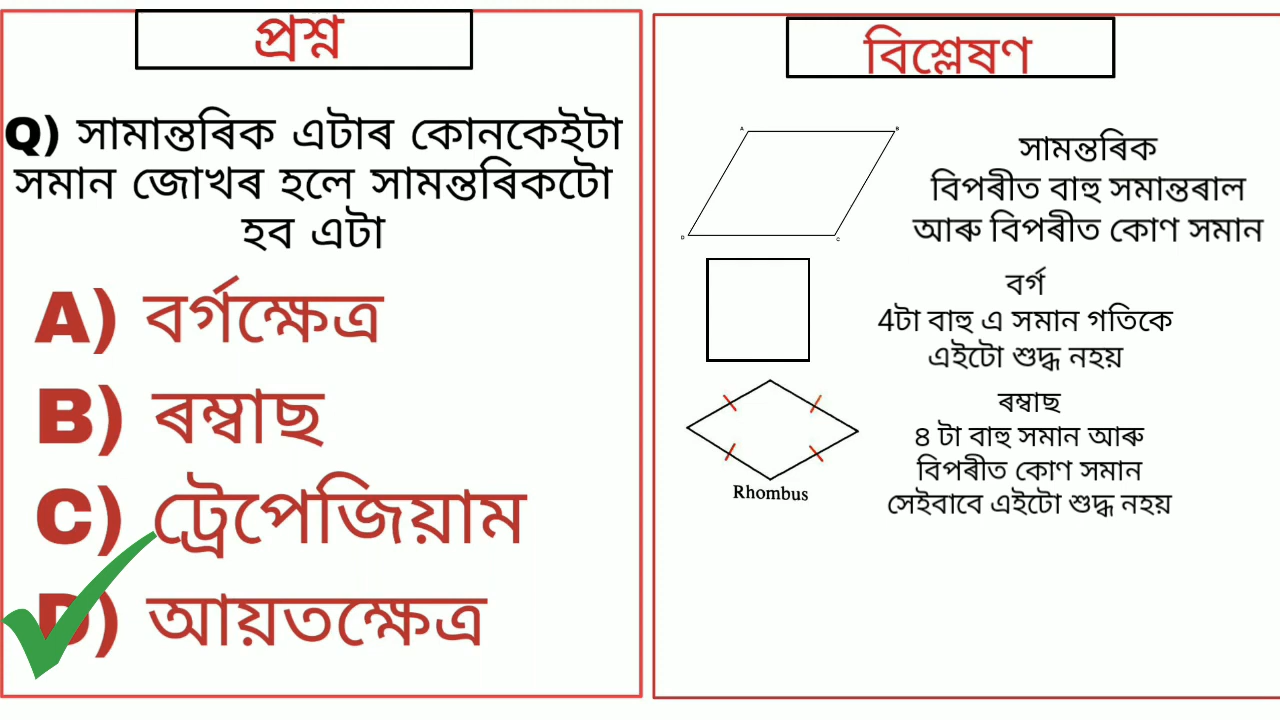 প্ৰশ্ন
Q) সামান্তৰিক এটাৰ কোনকেইটা
সমান জোখৰ হলে সামন্তৰিকটো
হব এটা
A) বৰ্গক্ষেত্ৰ
B) ৰম্বাছ
C) ট্ৰেপেজিয়াম
D) আয়তক্ষেত্ৰ
বিশ্লেষণ
A
B
D
C
সামন্তৰিক
বিপৰীত বাহু সমান্তৰাল
আৰু বিপৰীত কোণ সমান
বৰ্গ
4টা বাহু এ সমান গতিকে
এইটো শুদ্ধ নহয়
ৰম্বাছ
৪ টা বাহু সমান আৰু
বিপৰীত কোণ সমান
সেইবাবে এইটো শুদ্ধ নহয়
Rhombus